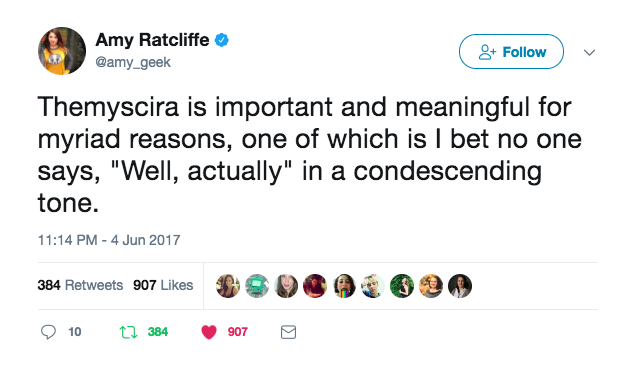 Amy Ratcliffe
@amy_geek
Follow
Themyscira is important and meaningful for
myriad reasons, one of which is I bet no one
says, "Well, actually" in a condescending
tone.
11:14 PM - 4 Jun 2017
384 Retweets 907 Likes
10 384 907